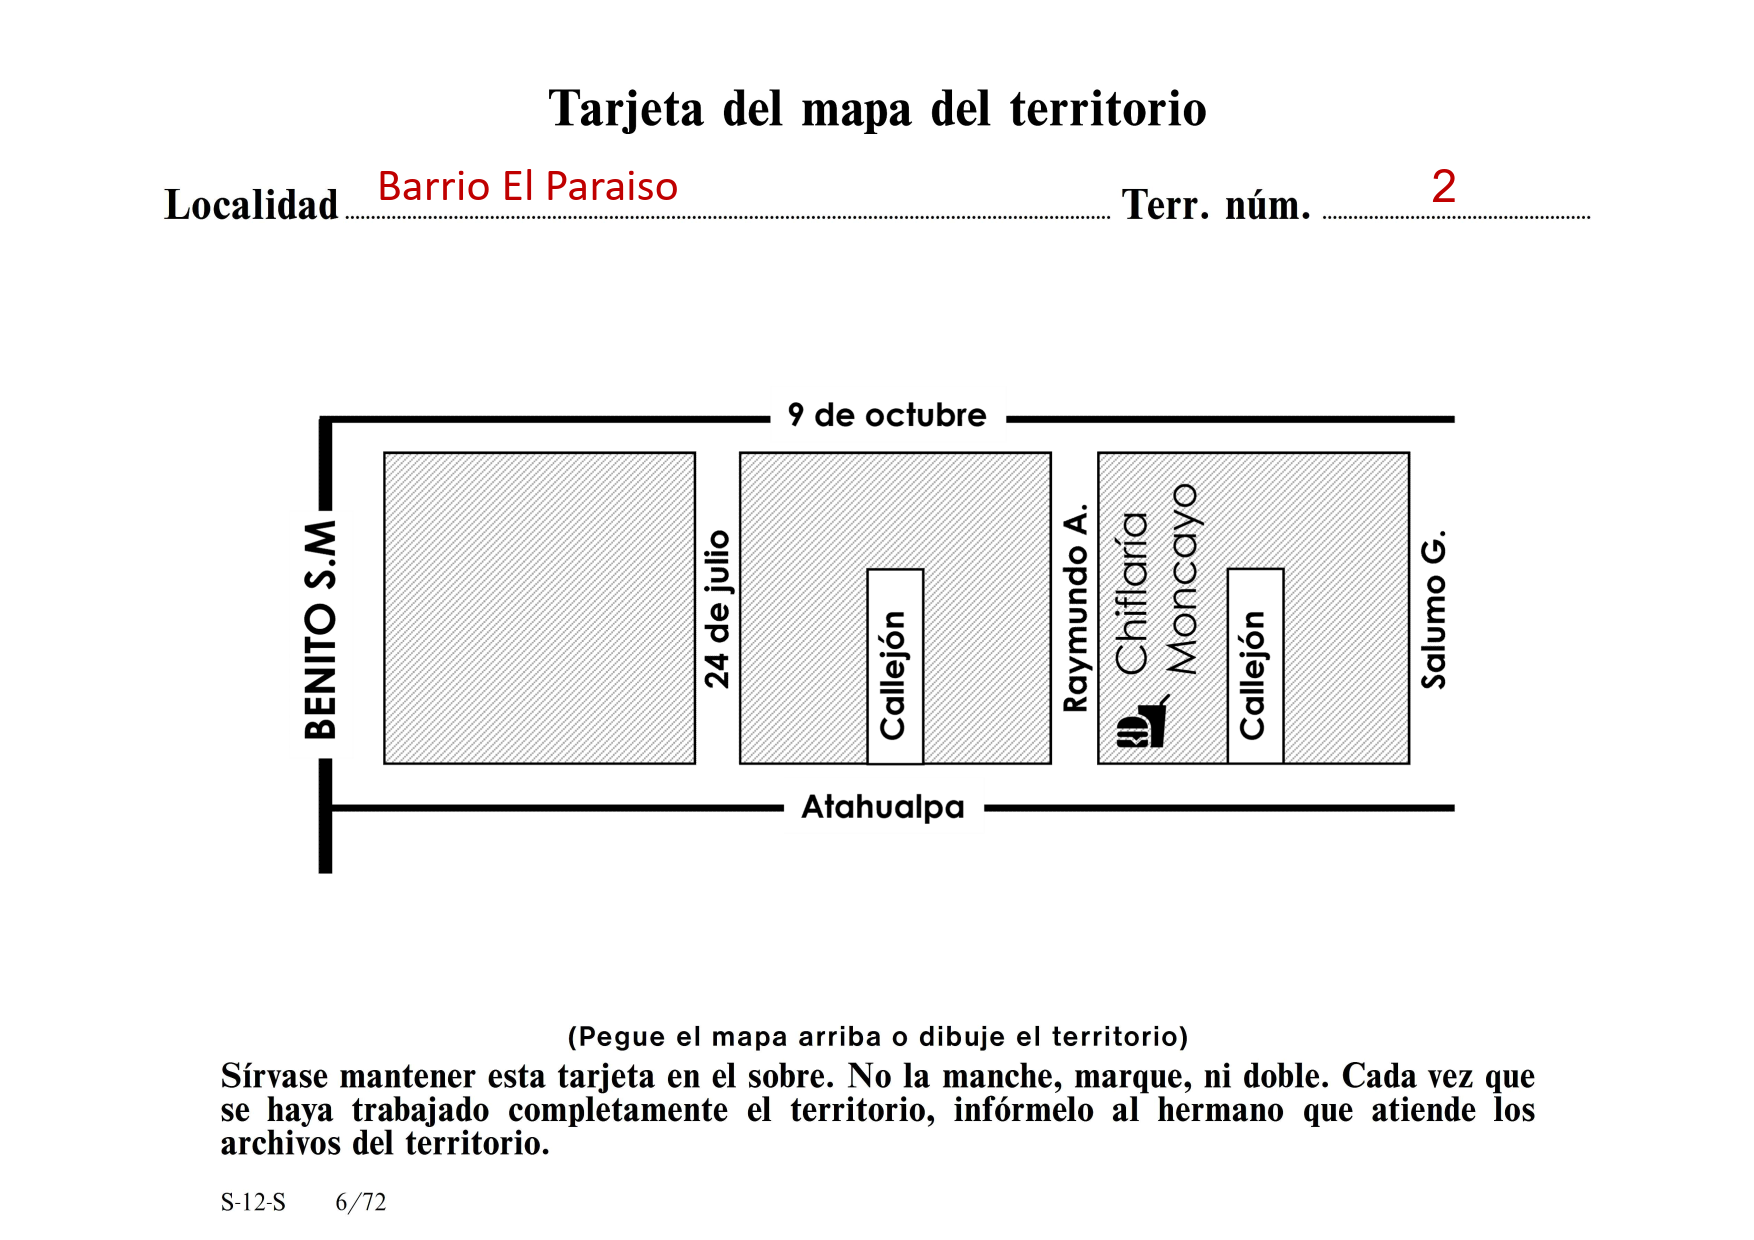 Tarjeta del mapa del territorio
Localidad Barrio El Paraiso Terr. núm. 2
9 de octubre
BENITO S.M
24 de julio
Callejón
Raymundo A.
Chiflaría
Moncayo
Callejón
Salumo G.
Atahualpa
(Pegue el mapa arriba o dibuje el territorio)
Sírvase mantener esta tarjeta en el sobre. No la manche, marque, ni doble. Cada vez que
se haya trabajado completamente el territorio, infórmelo al hermano que atiende los
archivos del territorio.
S-12-S 6/72